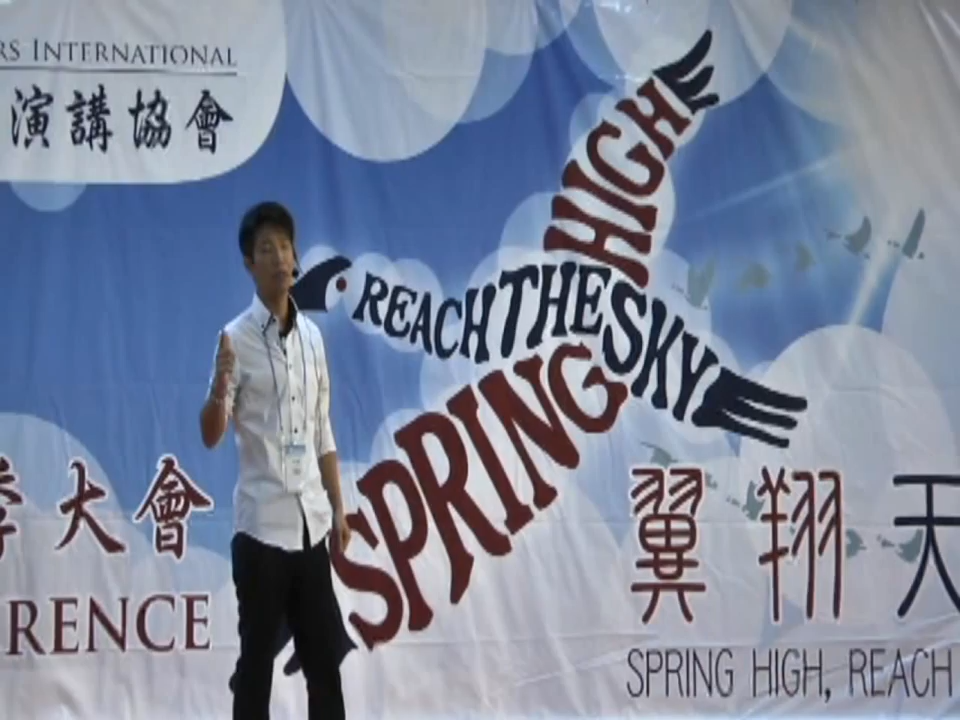 RS INTERNATIONAL
演講協會
HIGH
REACH THE SKY
SPRING
季大會
RENCE
翼翔天
SPRING HIGH, REACH